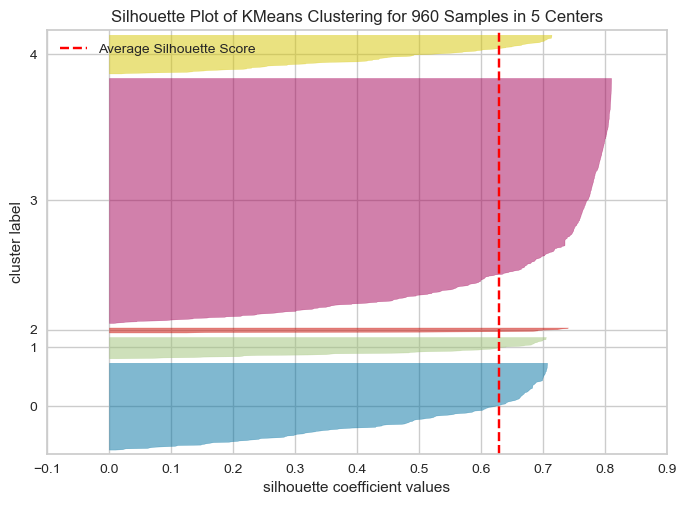 Silhouette Plot of KMeans Clustering for 960 Samples in 5 Centers
Average Silhouette Score
cluster label
4
3
2
1
0
−0.1 0.0 0.1 0.2 0.3 0.4 0.5 0.6 0.7 0.8 0.9
silhouette coefficient values